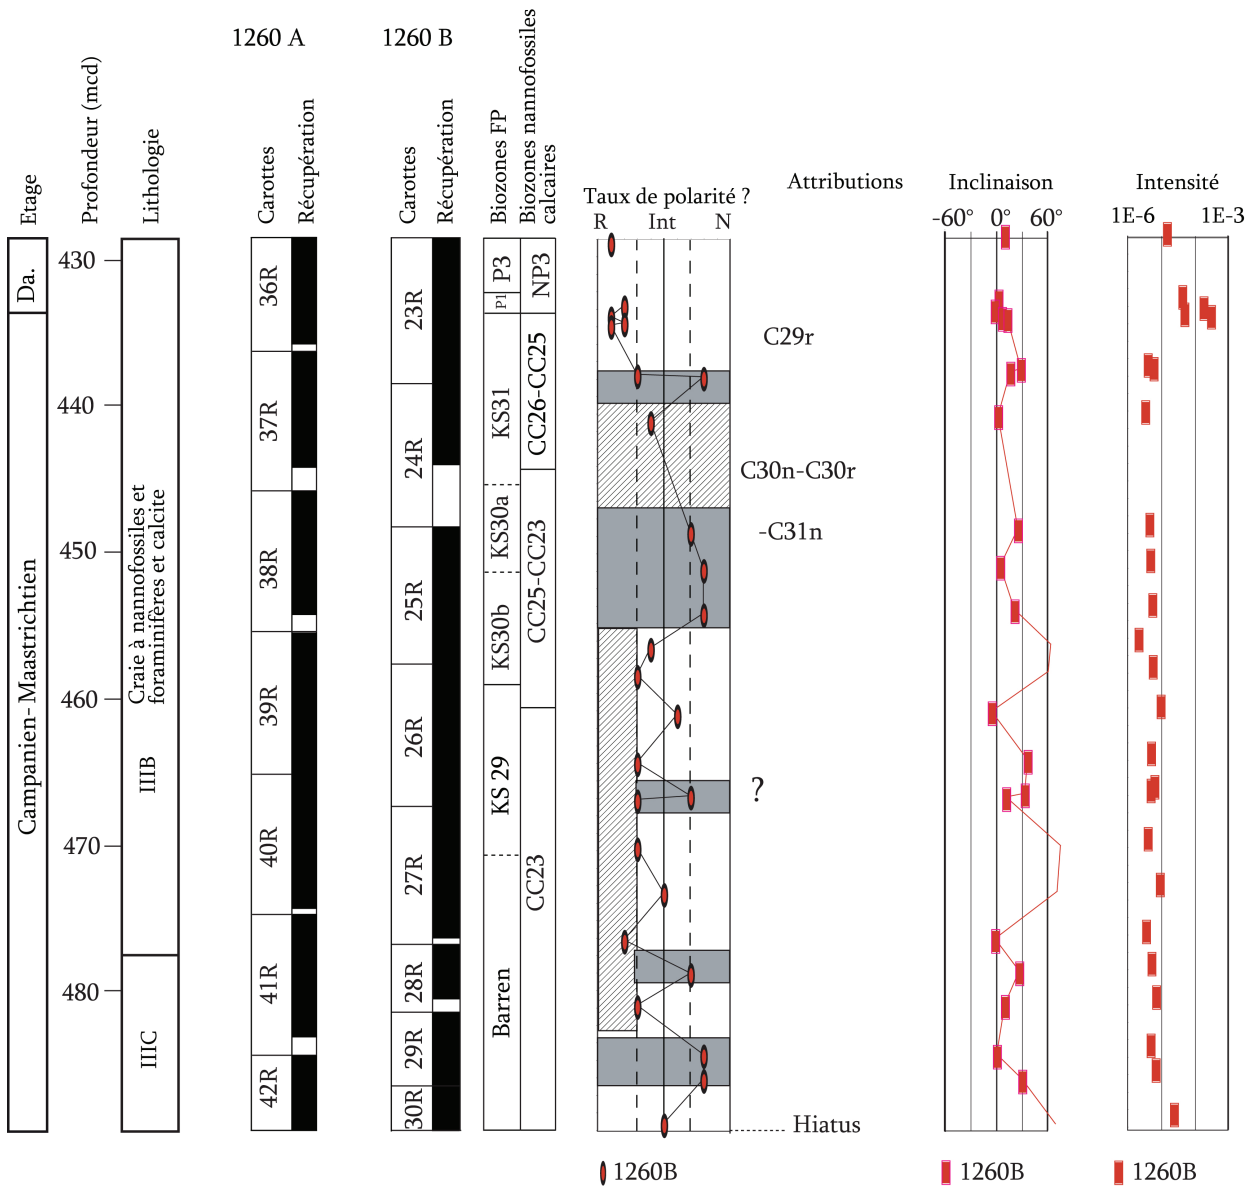 1260 A
1260 B
Etage
Profondeur (mcd)
Lithologie
Carottes
Récupération
Carottes
Récupération
Biozones FP
Biozones nannofossiles
calcaires
Taux de polarité ?
R Int N
Attributions
Inclinaison
-60° 0° 60°
Intensité
1E-6 1E-3
Da.
Campanien- Maastrichtien
430
440
450
460
470
480
Craie à nannofossiles et
foraminifères et calcite
IIIB
IIIC
36R
37R
38R
39R
40R
41R
42R
23R
24R
25R
26R
27R
28R
29R
30R
P3
P1
KS31
KS30a
KS30b
KS 29
Barren
NP3
CC26-CC25
CC25-CC23
CC23
C29r
C30n-C30r
-C31n
?
Hiatus
1260B
1260B
1260B